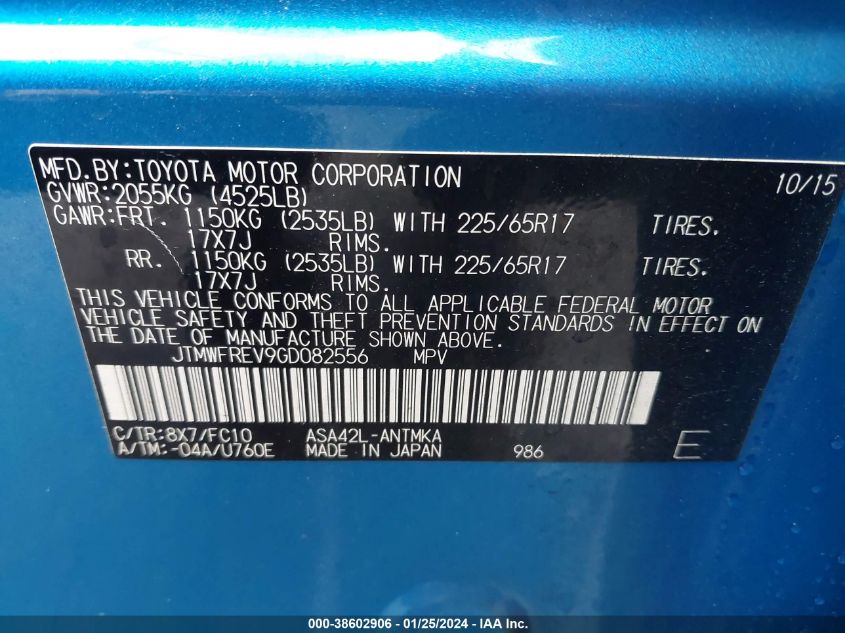 MFD.BY:TOYOTA MOTOR CORPORATION 10/15
GVWR:2055KG (4525LB)
GAWR:FRT. 1150KG (2535LB) WITH 225/65R17 TIRES.
17X7J RIMS.
RR. 1150KG (2535LB) WITH 225/65R17 TIRES.
17X7J RIMS.
THIS VEHICLE CONFORMS TO ALL APPLICABLE FEDERAL MOTOR
VEHICLE SAFETY AND THEFT PREVENTION STANDARDS IN EFFECT ON
THE DATE OF MANUFACTURE SHOWN ABOVE.
JTMWFREV9GD082556 MPV
C/TR:8X7/FC10 ASA42L-ANTMKA
A/TM:-04A/U760E MADE IN JAPAN 986 E
000-38602906 - 01/25/2024 - IAA Inc.